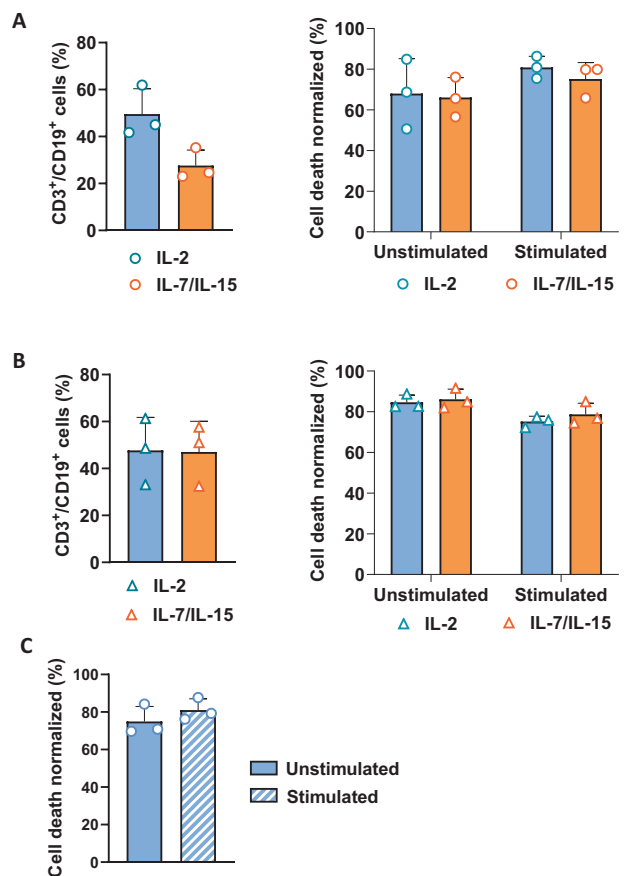 A
CD3⁺/CD19⁺ cells (%)
80
60
40
20
0
IL-2
IL-7/IL-15
Cell death normalized (%)
100
80
60
40
20
0
Unstimulated Stimulated
IL-2 IL-7/IL-15
B
CD3⁺/CD19⁺ cells (%)
80
60
40
20
0
IL-2
IL-7/IL-15
Cell death normalized (%)
100
80
60
40
20
0
Unstimulated Stimulated
IL-2 IL-7/IL-15
C
Cell death normalized (%)
100
80
60
40
20
0
Unstimulated
Stimulated